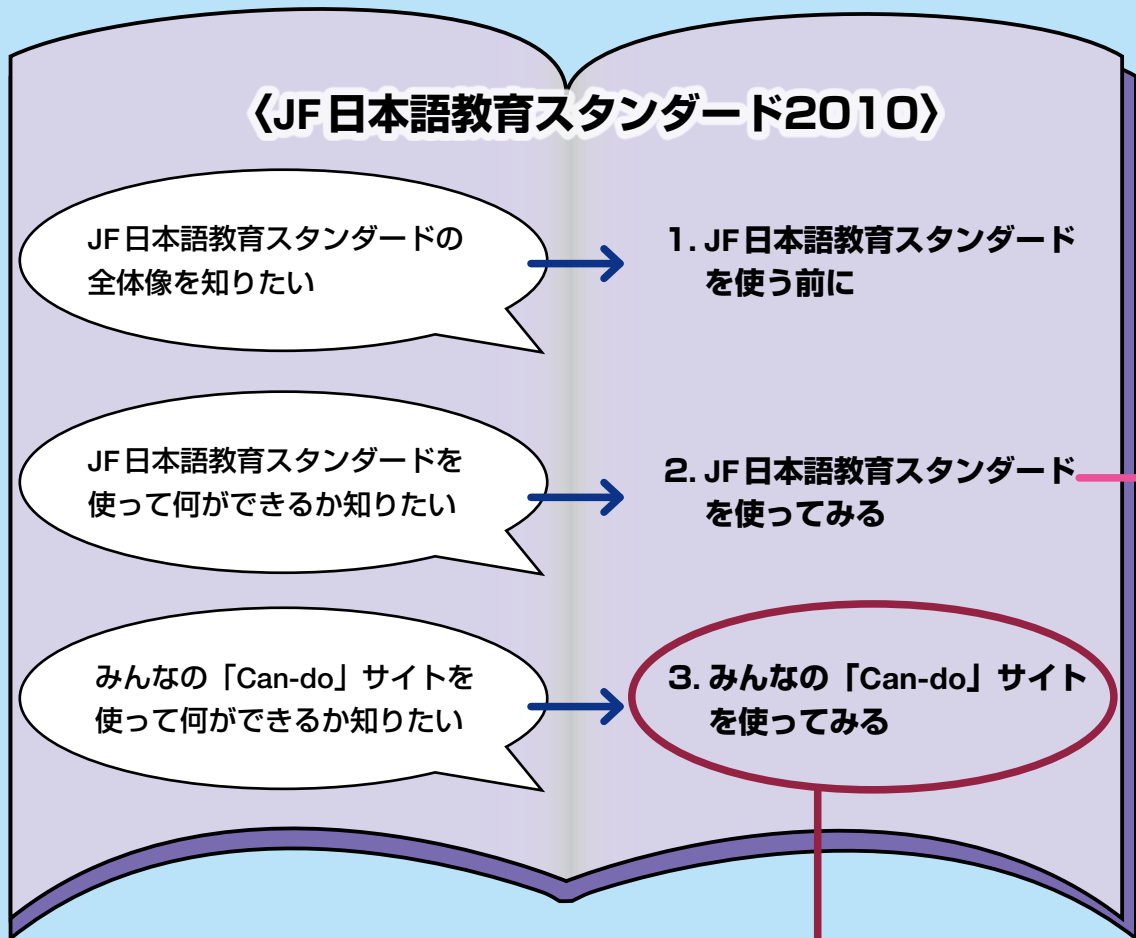 〈JF日本語教育スタンダード2010〉
JF日本語教育スタンダードの
全体像を知りたい
1. JF日本語教育スタンダード
を使う前に
JF日本語教育スタンダードを
使って何ができるか知りたい
2. JF日本語教育スタンダード
を使ってみる
みんなの「Can-do」サイトを
使って何ができるか知りたい
3. みんなの「Can-do」サイト
を使ってみる